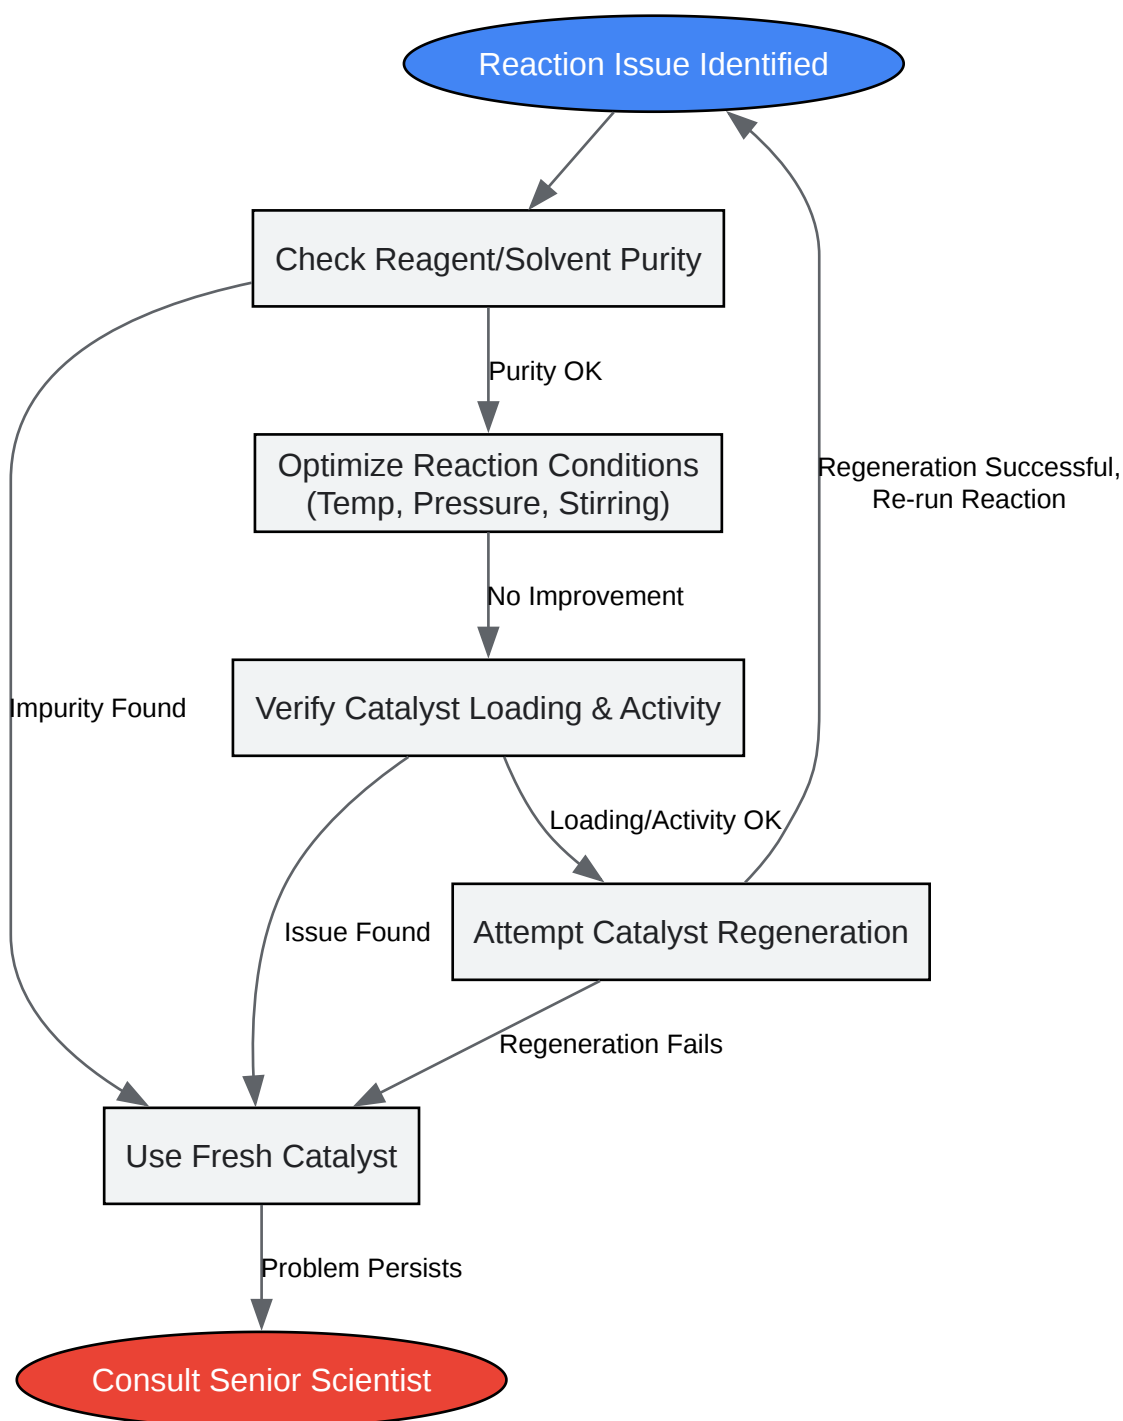 Reaction Issue Identified
Check Reagent/Solvent Purity
Purity OK
Optimize Reaction Conditions
(Temp, Pressure, Stirring)
Regeneration Successful,
Re-run Reaction
No Improvement
Impurity Found
Verify Catalyst Loading & Activity
Loading/Activity OK
Issue Found
Attempt Catalyst Regeneration
Regeneration Fails
Use Fresh Catalyst
Problem Persists
Consult Senior Scientist